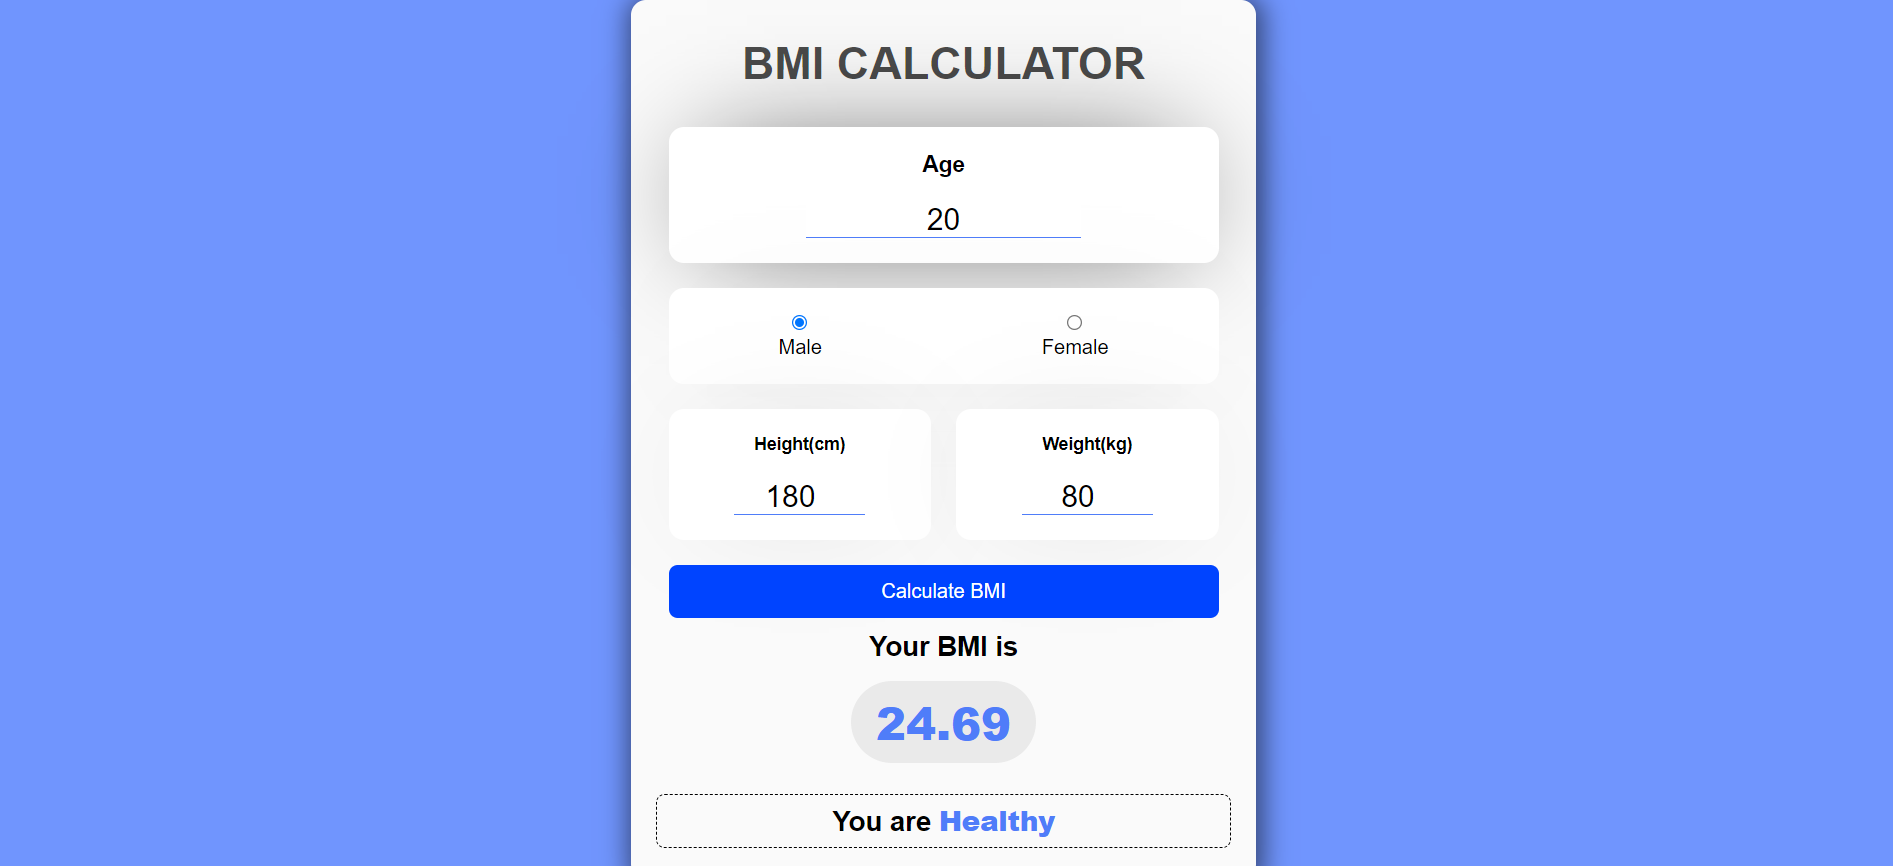 BMI CALCULATOR
Age
20
Male
Female
Height(cm)
Weight(kg)
180
80
Calculate BMI
Your BMI is
24.69
You are Healthy